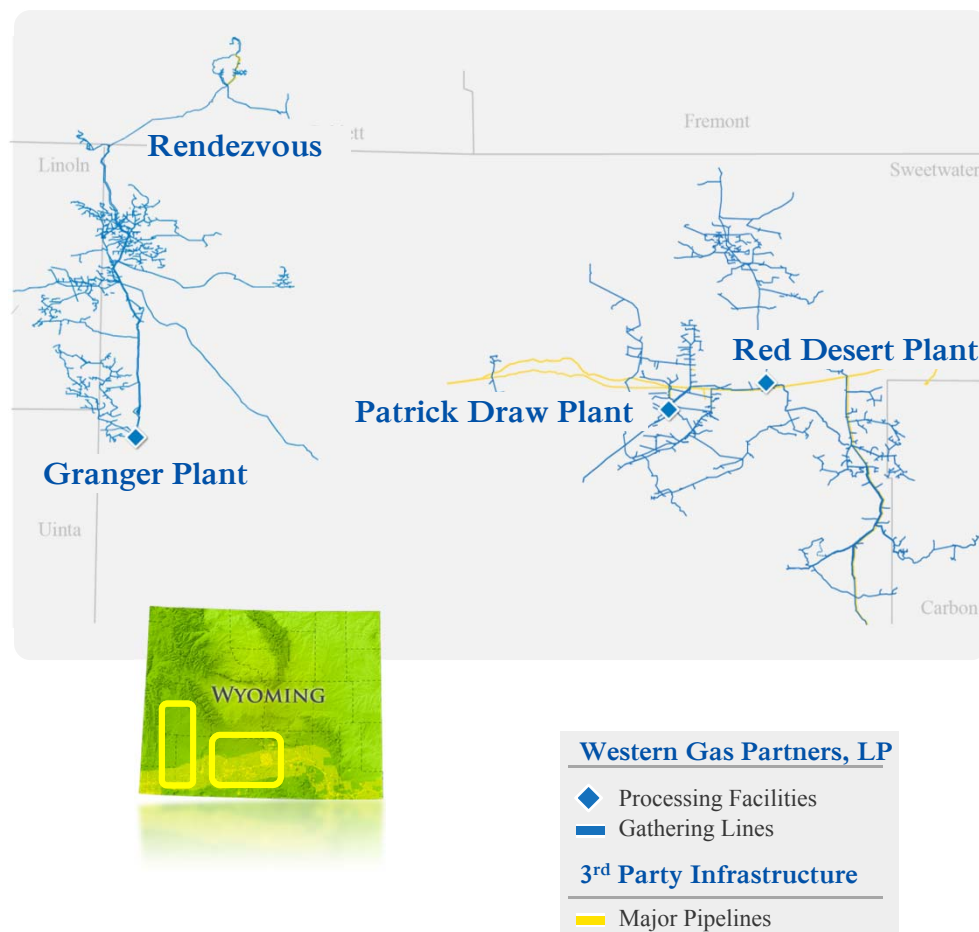 Rendezvous
ett
Fremont
Linoln
Sweetwater
Red Desert Plant
Patrick Draw Plant
Granger Plant
Uinta
Carbon
WYOMING
Western Gas Partners, LP
Processing Facilities
Gathering Lines
3rd Party Infrastructure
Major Pipelines